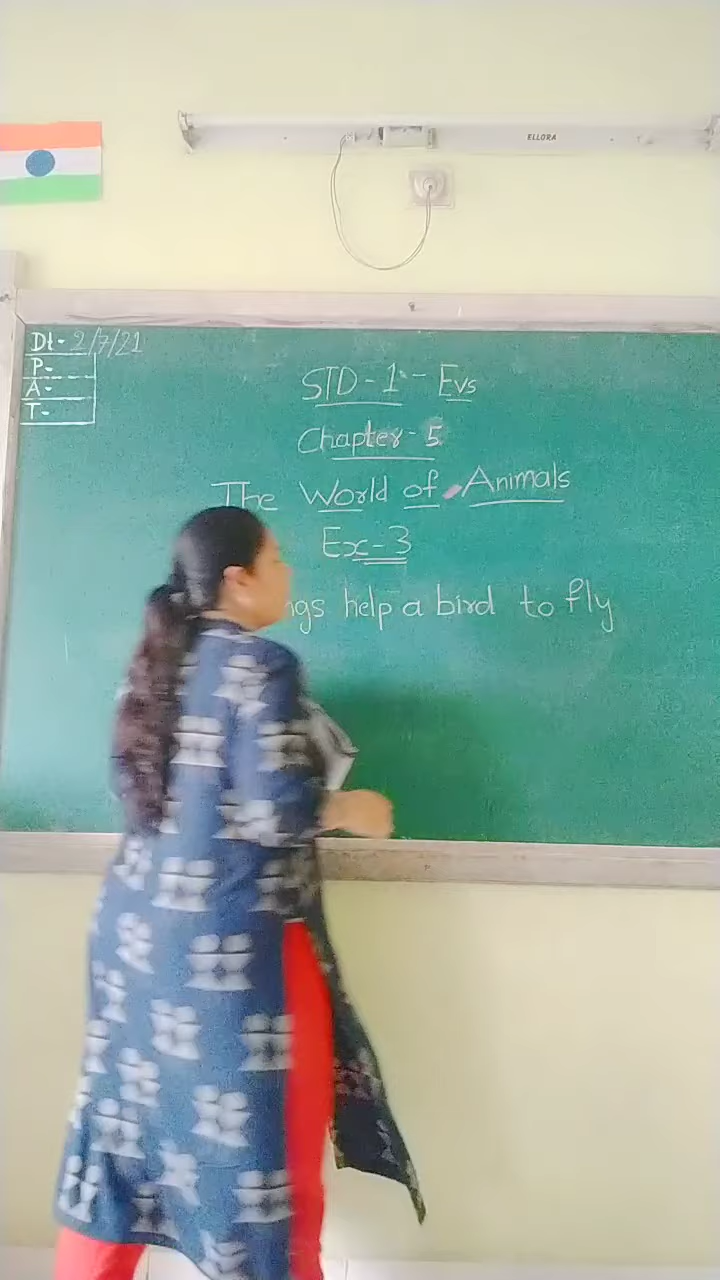 ELLORA
Dt- 2/7/21
P-
A-
T-
STD-1 - Evs
Chapter- 5
The World of Animals
Ex-3
ngs help a bird to fly